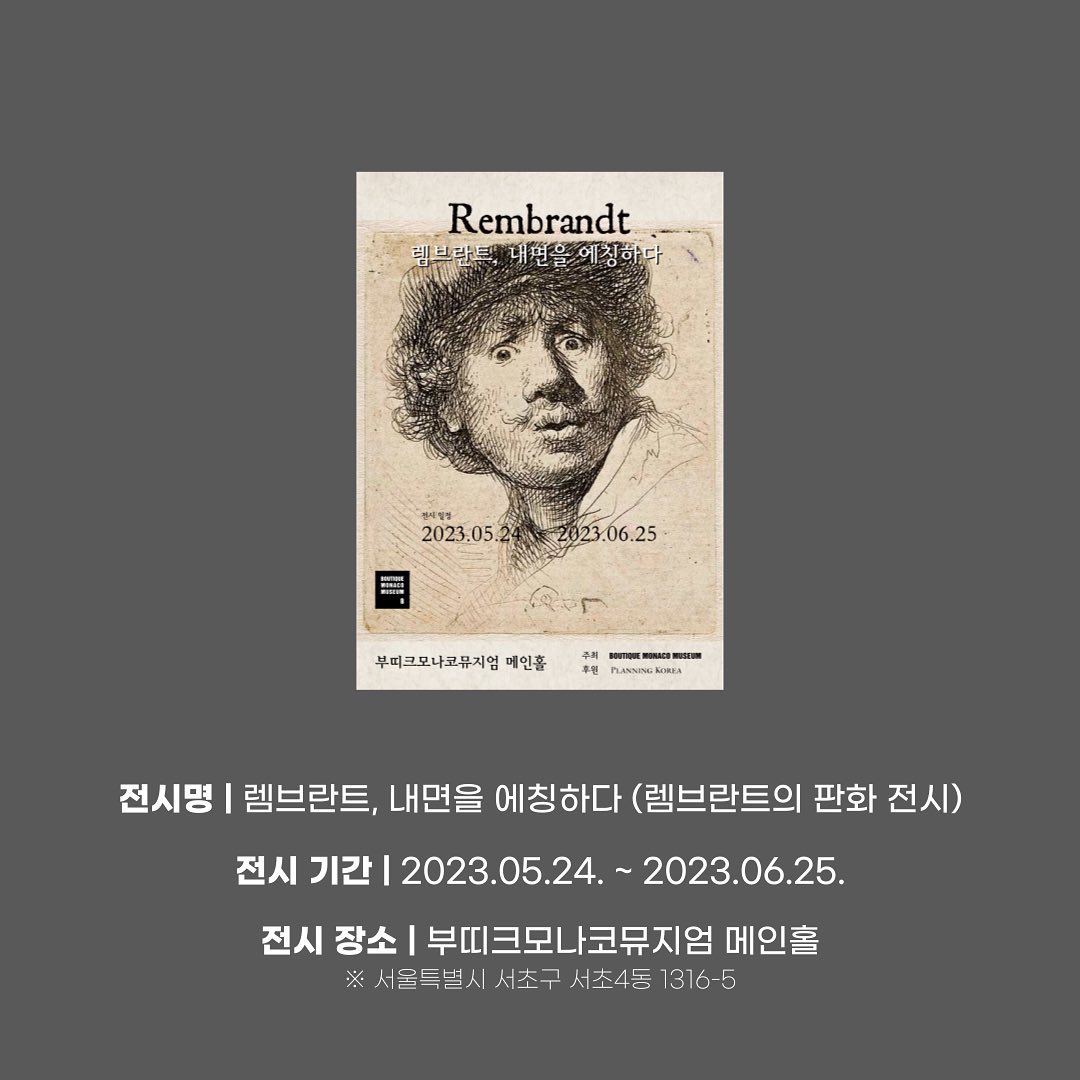 Rembrandt
렘브란트, 내면을 에칭하다
전시 일정
2023.05.24 ~ 2023.06.25
BOUTIQUE
MONACO
MUSEUM
부띠크모나코뮤지엄 메인홀
주최 BOUTIQUE MONACO MUSEUM
후원 PLANNING KOREA
전시명 | 렘브란트, 내면을 에칭하다 (렘브란트의 판화 전시)
전시 기간 | 2023.05.24. ~ 2023.06.25.
전시 장소 | 부띠크모나코뮤지엄 메인홀
※ 서울특별시 서초구 서초4동 1316-5